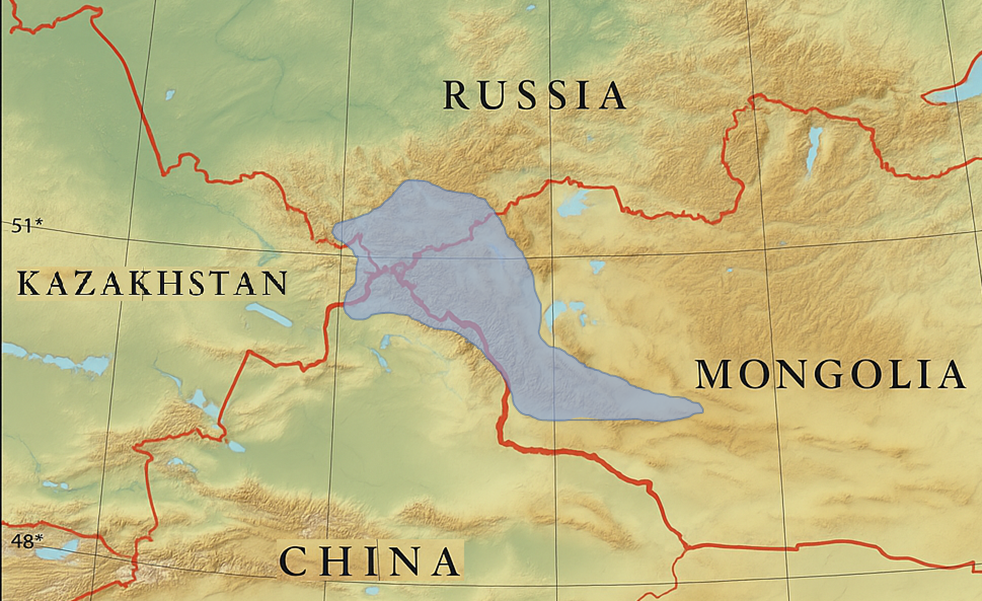 RUSSIA
51*
KAZAKHSTAN
MONGOLIA
48*
CHINA